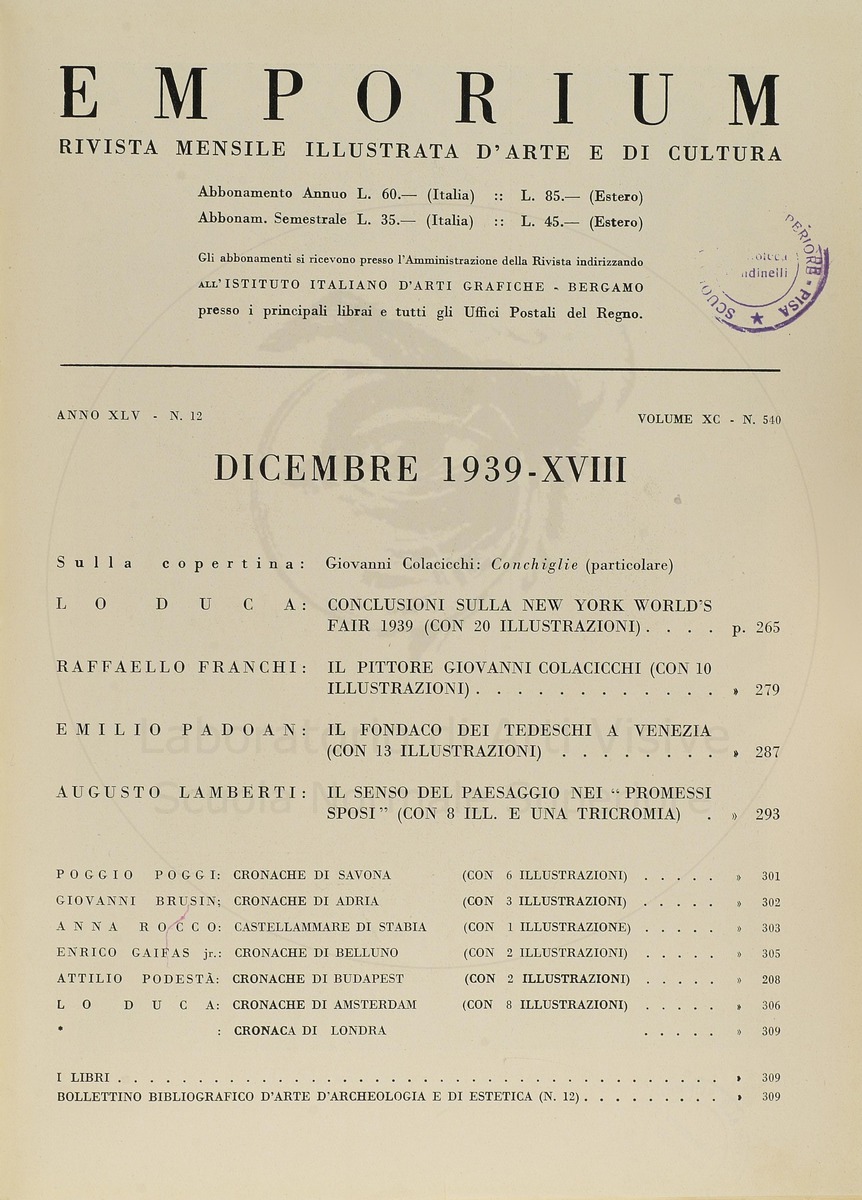 EMPORIUM
RIVISTA MENSILE ILLUSTRATA D'ARTE E DI CULTURA
Abbonamento Annuo L. 60.— (Italia) :: L. 85.— (Estero)
Abbonam. Semestrale L. 35.— (Italia) :: L. 45.— (Estero)
Gli abbonamenti si ricevono presso l'Amministrazione della Rivista indirizzando
ALL'ISTITUTO ITALIANO D'ARTI GRAFICHE - BERGAMO
presso i principali librai e tutti gli Uffici Postali del Regno.
PERIORE - PISA ★ SCUO
ANNO XLV - N. 12
VOLUME XC - N. 540
DICEMBRE 1939-XVIII
Sulla copertina: Giovanni Colacicchi: Conchiglie (particolare)
LO DUCA: CONCLUSIONI SULLA NEW YORK WORLD'S
FAIR 1939 (CON 20 ILLUSTRAZIONI) . . . . p. 265
RAFFAELLO FRANCHI: IL PITTORE GIOVANNI COLACICCHI (CON 10
ILLUSTRAZIONI) . . . . . . . . . . . . » 279
EMILIO PADOAN: IL FONDACO DEI TEDESCHI A VENEZIA
(CON 13 ILLUSTRAZIONI) . . . . . . . . » 287
AUGUSTO LAMBERTI: IL SENSO DEL PAESAGGIO NEI “PROMESSI
SPOSI” (CON 8 ILL. E UNA TRICROMIA) . » 293
POGGIO POGGI: CRONACHE DI SAVONA (CON 6 ILLUSTRAZIONI) . . . . . » 301
GIOVANNI BRUSIN; CRONACHE DI ADRIA (CON 3 ILLUSTRAZIONI) . . . . . » 302
ANNA ROCCO: CASTELLAMMARE DI STABIA (CON 1 ILLUSTRAZIONE) . . . . . » 303
ENRICO GAIFAS jr.: CRONACHE DI BELLUNO (CON 2 ILLUSTRAZIONI) . . . . . » 305
ATTILIO PODESTÀ: CRONACHE DI BUDAPEST (CON 2 ILLUSTRAZIONI) . . . . . » 208
LO DUCA: CRONACHE DI AMSTERDAM (CON 8 ILLUSTRAZIONI) . . . . . » 306
* : CRONACA DI LONDRA . . . . . » 309
I LIBRI . . . . . . . . . . . . . . . . . . . . . . . . . . . . . . . . . . » 309
BOLLETTINO BIBLIOGRAFICO D'ARTE D'ARCHEOLOGIA E DI ESTETICA (N. 12) . . . . . . . . . » 309